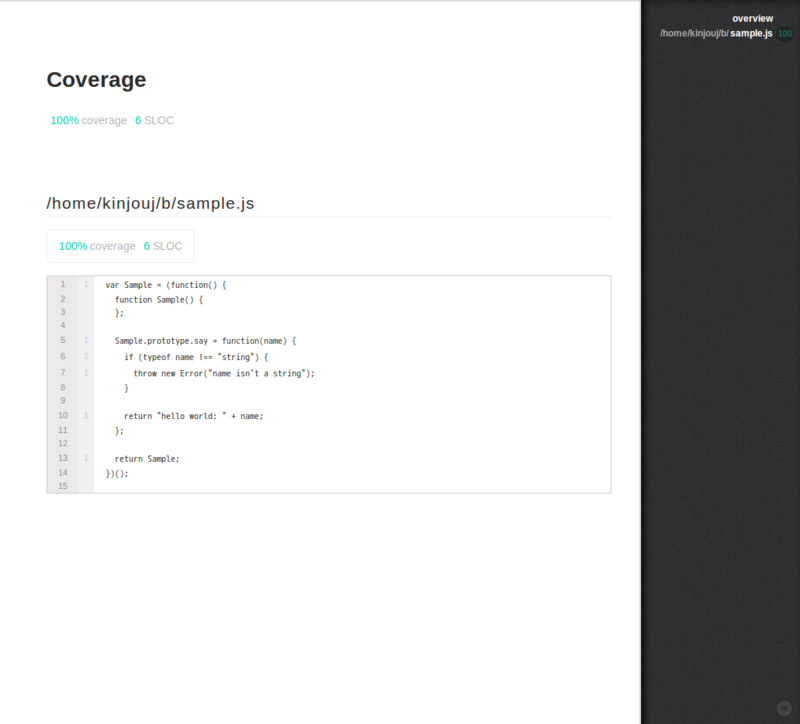 overview
/home/kinjouj/b/sample.js 100
Coverage
100% coverage 6 SLOC
/home/kinjouj/b/sample.js
100% coverage 6 SLOC
1 1 var Sample = (function() {
2 function Sample() {
3 };
4
5 1 Sample.prototype.say = function(name) {
6 2 if (typeof name !== "string") {
7 1 throw new Error("name isn't a string");
8 }
9
10 1 return "hello world: " + name;
11 };
12
13 1 return Sample;
14 })();
15